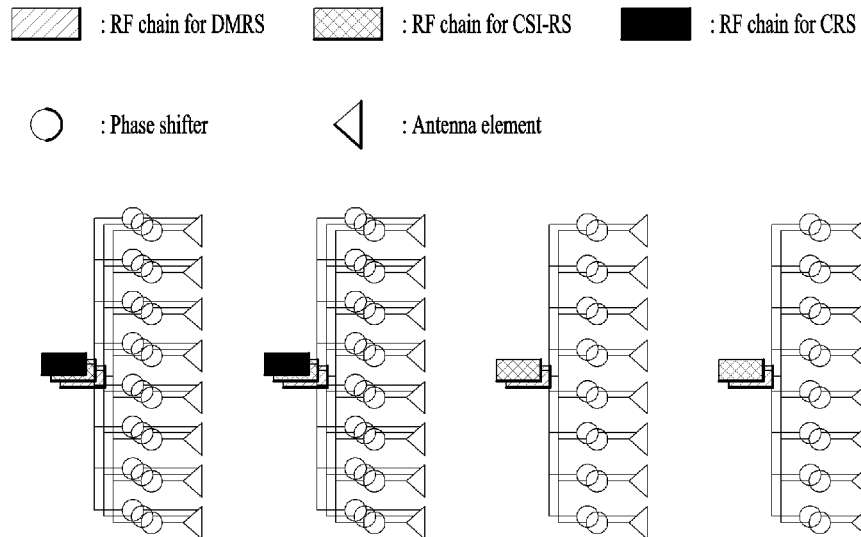 : RF chain for DMRS : RF chain for CSI-RS : RF chain for CRS
: Phase shifter : Antenna element